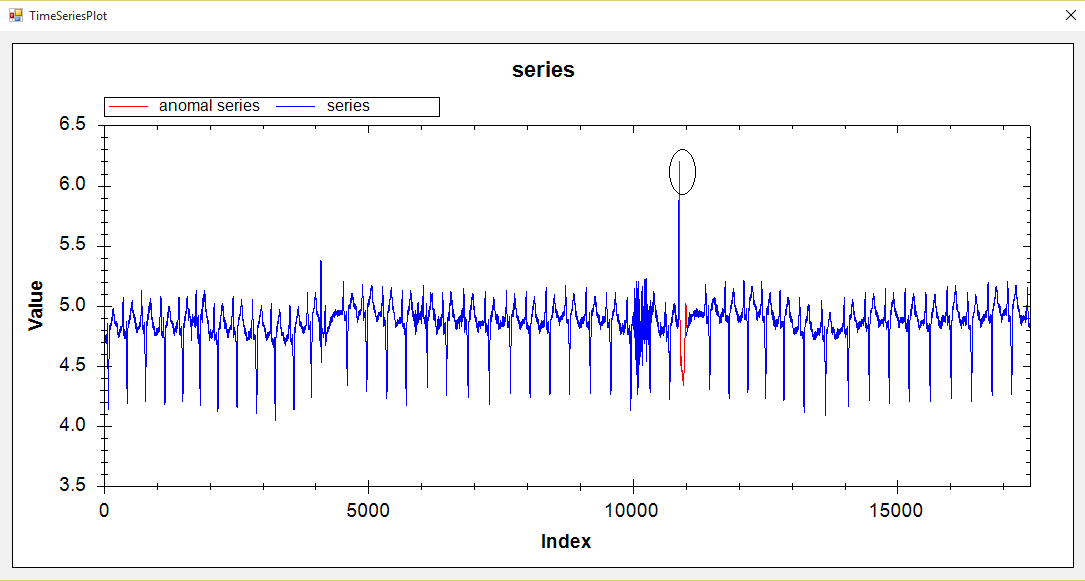 TimeSeriesPlot
series
anomal series series
6.5
6.0
5.5
5.0
4.5
4.0
3.5
Value
0 5000 10000 15000
Index